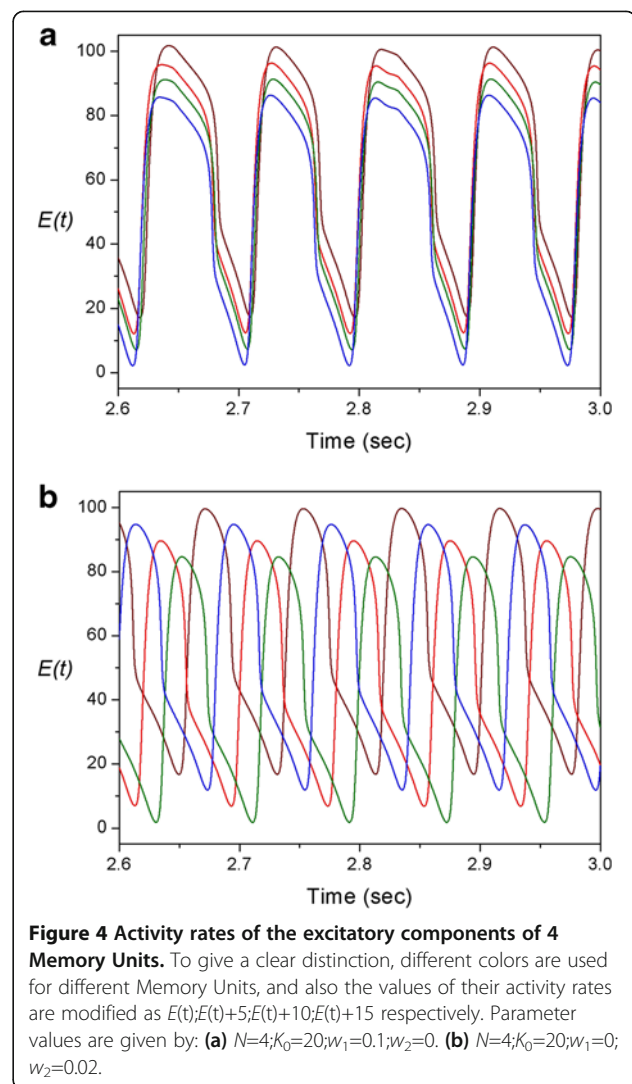 a
100
80
60
E(t)
40
20
0
2.6 2.7 2.8 2.9 3.0
Time (sec)
b
100
80
60
E(t)
40
20
0
2.6 2.7 2.8 2.9 3.0
Time (sec)
Figure 4 Activity rates of the excitatory components of 4
Memory Units. To give a clear distinction, different colors are used
for different Memory Units, and also the values of their activity rates
are modified as E(t);E(t)+5;E(t)+10;E(t)+15 respectively. Parameter
values are given by: (a) N=4;K₀=20;w₁=0.1;w₂=0. (b) N=4;K₀=20;w₁=0;
w₂=0.02.